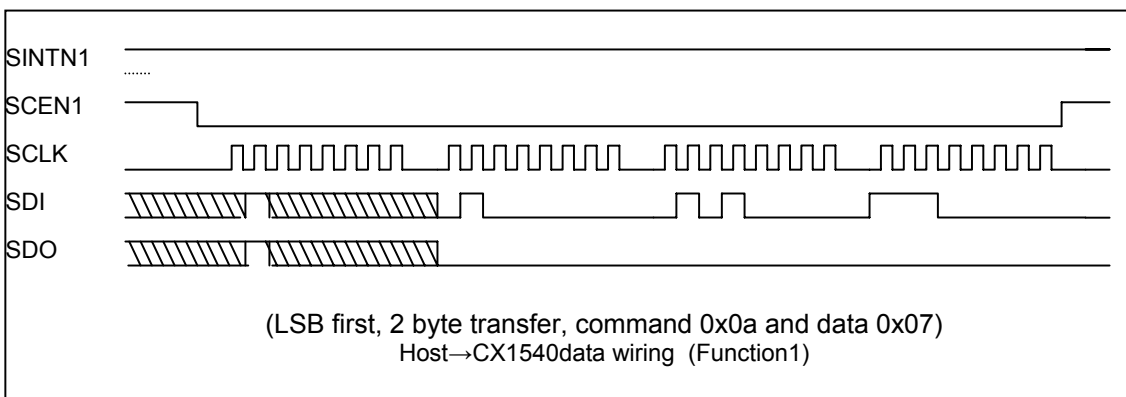 SINTN1
SCEN1
SCLK
SDI
SDO
(LSB first, 2 byte transfer, command 0x0a and data 0x07)
Host→CX1540data wiring (Function1)